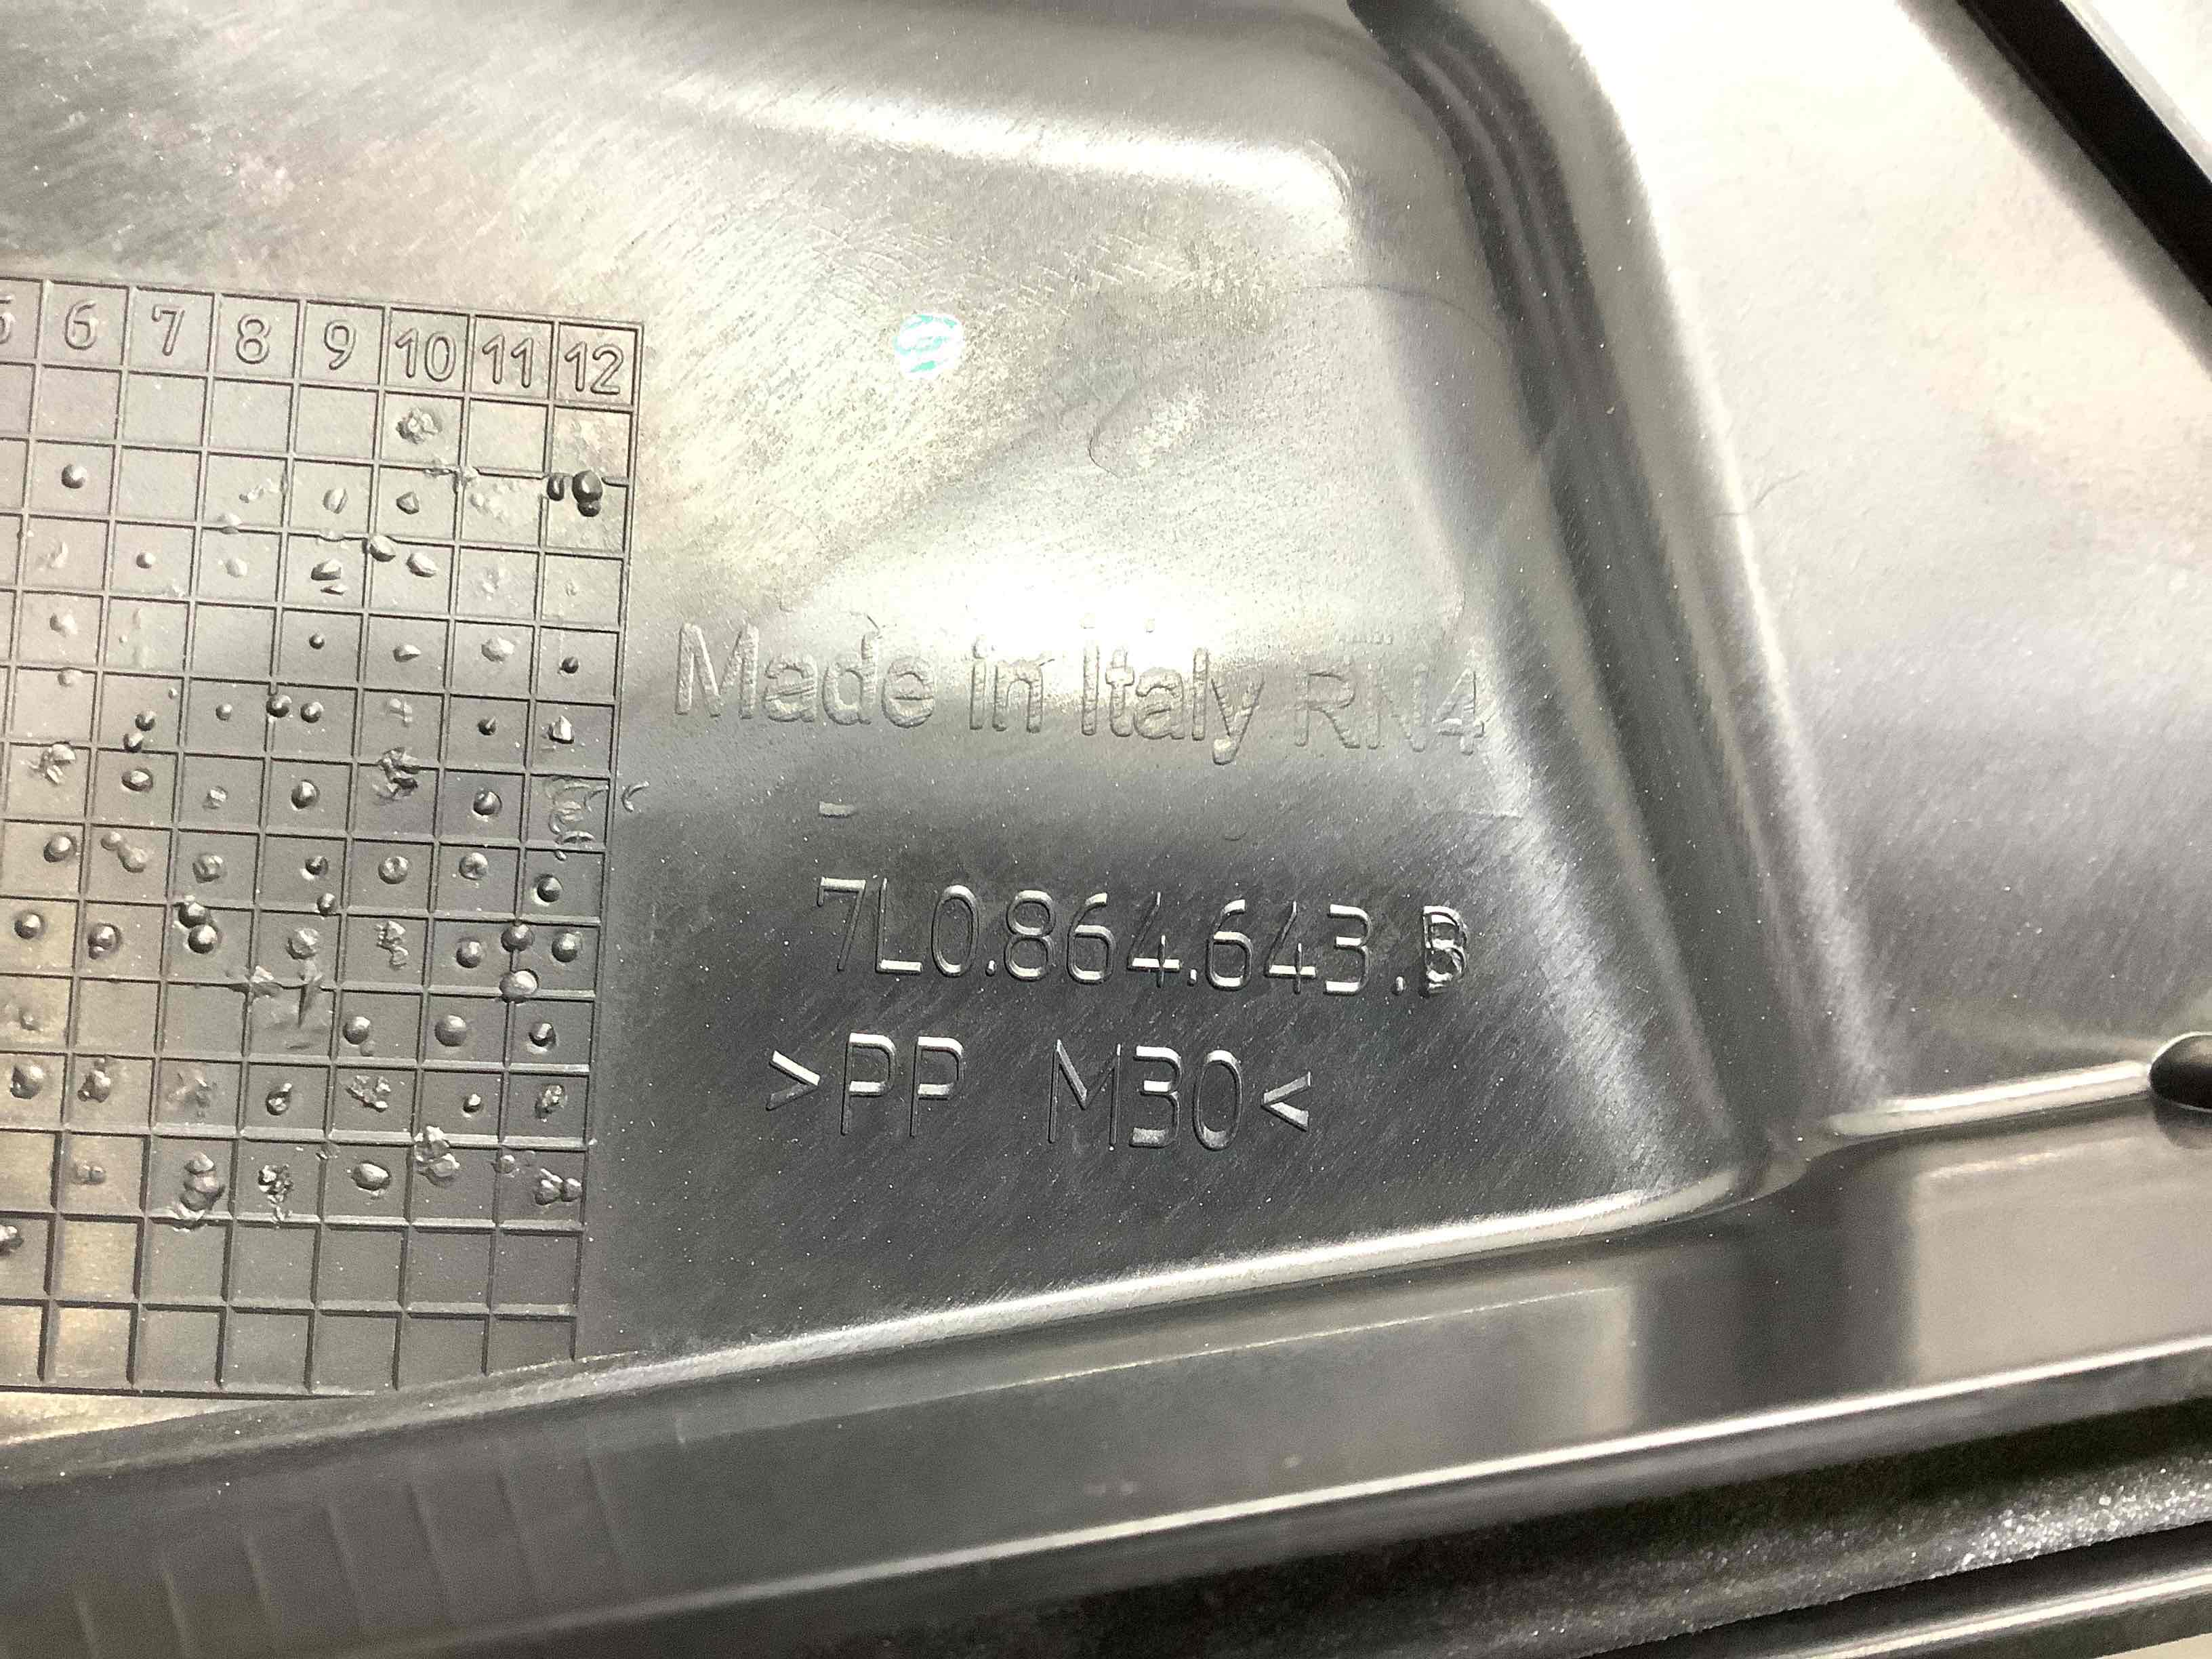 6 7 8 9 10 11 12
Made in Italy RN4
7L0.864.643.B
>PP M30<